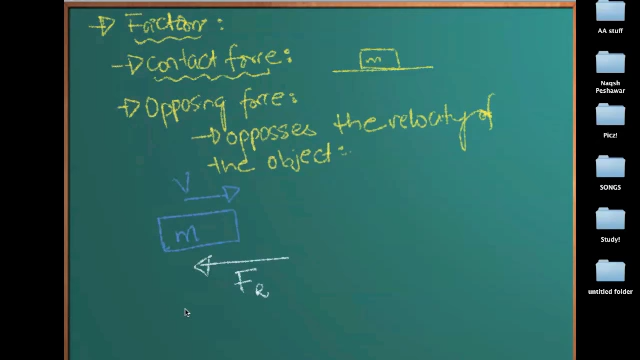 Friction:
Contact force:
m
Opposing force:
opposses the velocity of
the object:
V
m
FR
AA stuff
Naqsh
Peshawar
Picz!
SONGS
Study!
untitled folder